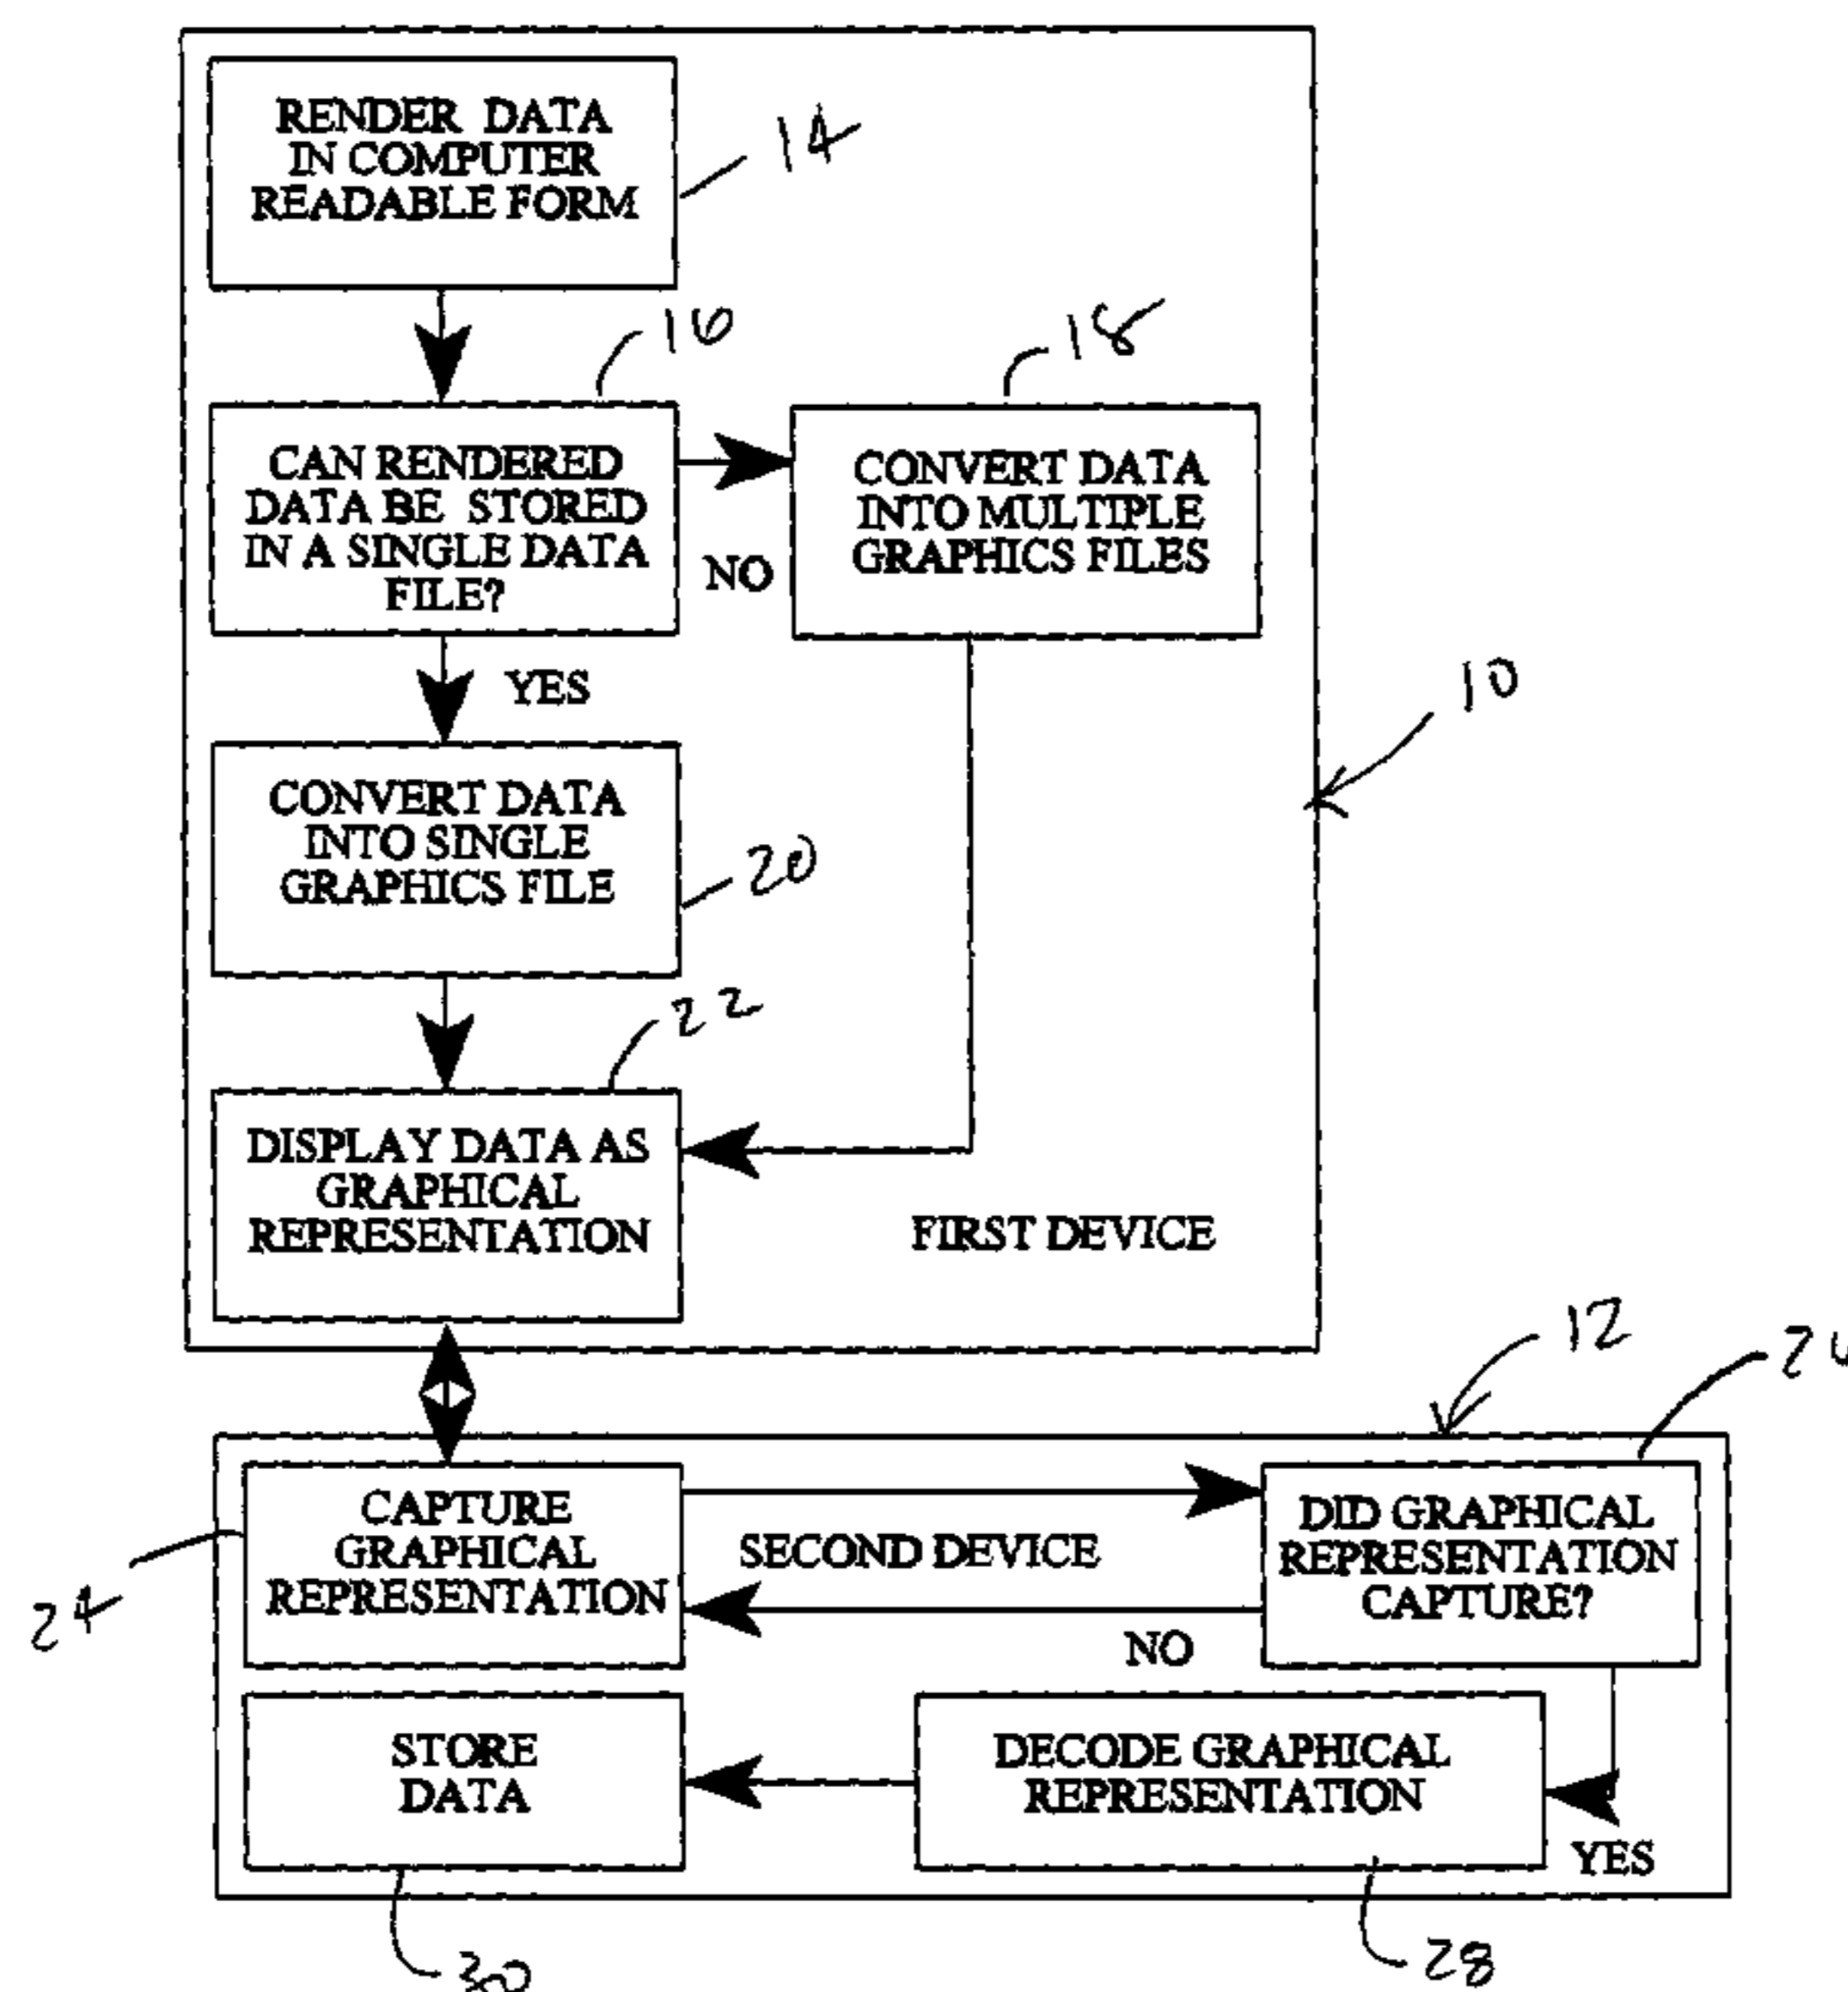 RENDER DATA
IN COMPUTER
READABLE FORM
14
16
18
CAN RENDERED
DATA BE STORED
IN A SINGLE DATA
FILE?
NO
CONVERT DATA
INTO MULTIPLE
GRAPHICS FILES
YES
10
CONVERT DATA
INTO SINGLE
GRAPHICS FILE
20
22
DISPLAY DATA AS
GRAPHICAL
REPRESENTATION
FIRST DEVICE
12
CAPTURE
GRAPHICAL
REPRESENTATION
24
SECOND DEVICE
NO
DID GRAPHICAL
REPRESENTATION
CAPTURE?
STORE
DATA
DECODE GRAPHICAL
REPRESENTATION
YES
30
28